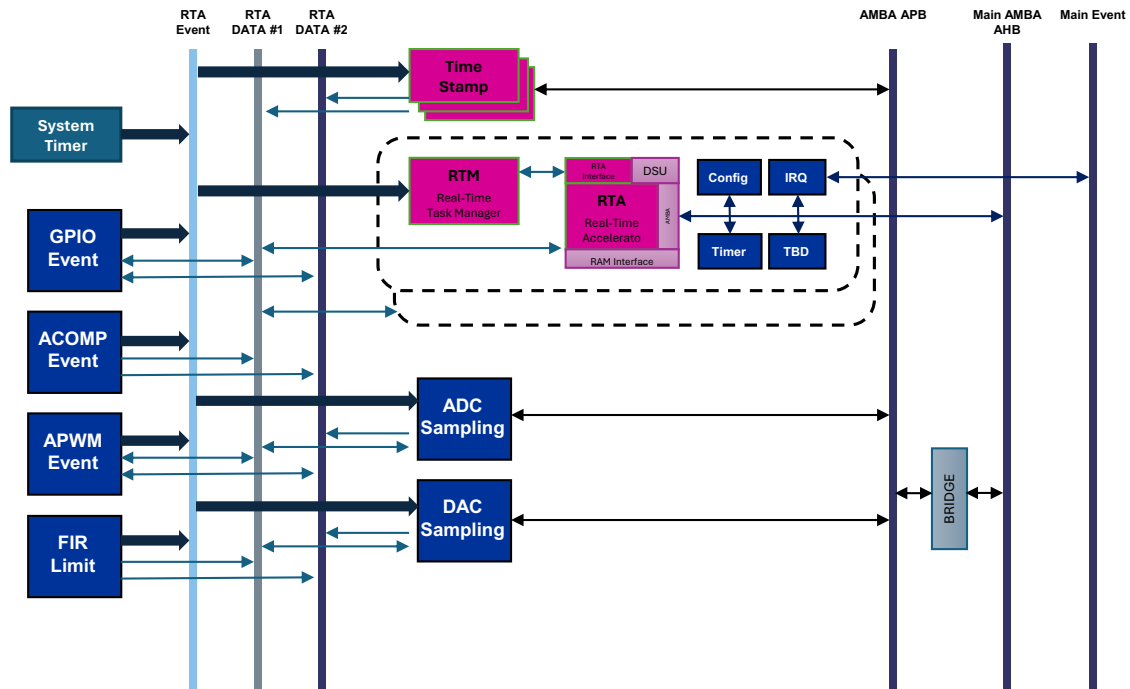 RTA
Event
RTA
DATA #1
RTA
DATA #2
AMBA APB
Main AMBA
AHB
Main Event
Time
Stamp
System
Timer
RTM
Real-Time
Task Manager
RTA
Interface
DSU
RTA
Real-Time
Accelerato
AMBA
RAM Interface
Config
IRQ
Timer
TBD
GPIO
Event
ACOMP
Event
ADC
Sampling
APWM
Event
BRIDGE
DAC
Sampling
FIR
Limit